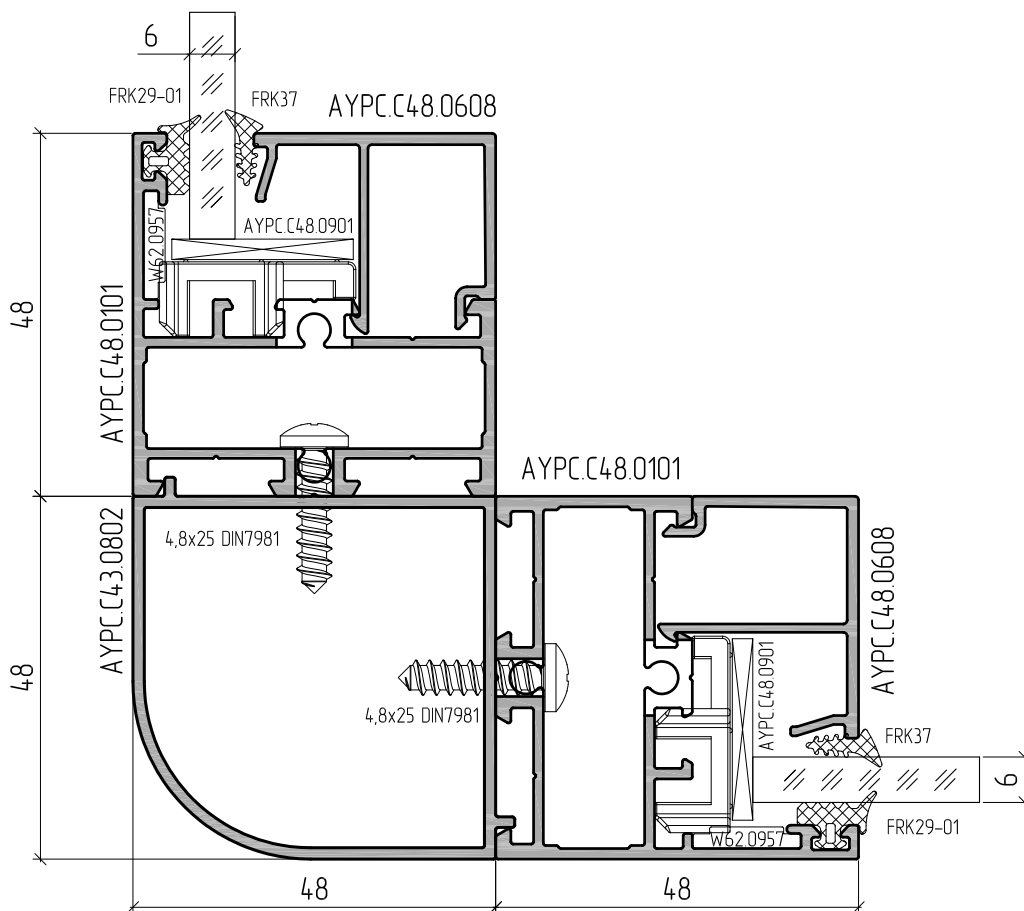 6
FRK29-01
FRK37
AYPC.C48.0608
AYPC.C48.0901
W62.0957
48
AYPC.C48.0101
AYPC.C48.0101
4,8x25 DIN7981
AYPC.C43.0802
48
AYPC.C48.0608
AYPC.C48.0901
4,8x25 DIN7981
FRK37
6
FRK29-01
W62.0957
48
48